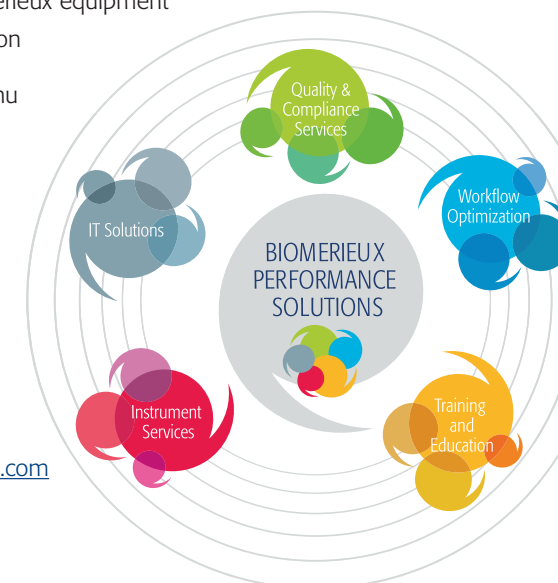 erieux equipment
on
nu
Quality &
Compliance
Services
Workflow
Optimization
IT Solutions
BIOMERIEUX
PERFORMANCE
SOLUTIONS
Instrument
Services
Training
and
Education
.com